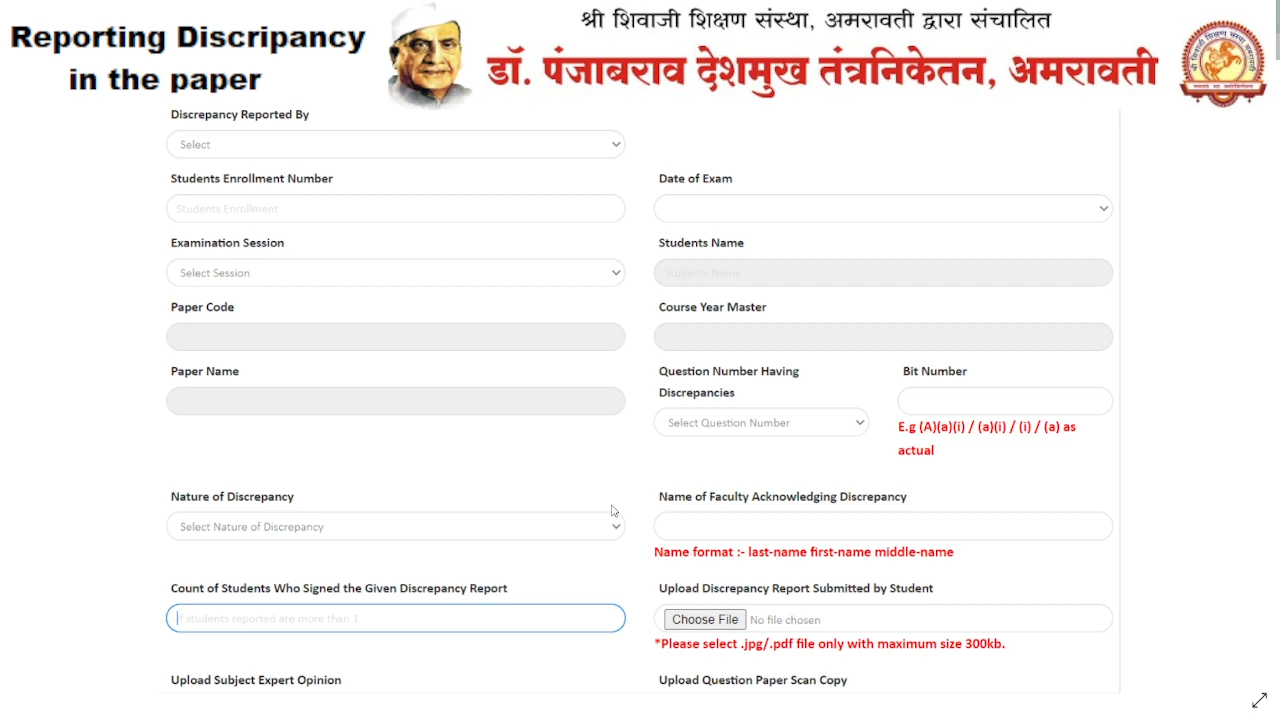 Reporting Discripancy
in the paper
श्री शिवाजी शिक्षण संस्था, अमरावती द्वारा संचालित
डॉ. पंजाबराव देशमुख तंत्रनिकेतन, अमरावती
Discrepancy Reported By
Select
Students Enrollment Number
Date of Exam
Students Enrollment
Examination Session
Students Name
Select Session
Students Name
Paper Code
Course Year Master
Paper Name
Question Number Having
Discrepancies
Bit Number
Select Question Number
E.g (A)(a)(i) / (a)(i) / (i) / (a) as
actual
Nature of Discrepancy
Name of Faculty Acknowledging Discrepancy
Select Nature of Discrepancy
Name format :- last-name first-name middle-name
Count of Students Who Signed the Given Discrepancy Report
Upload Discrepancy Report Submitted by Student
If students reported are more than 1
Choose File No file chosen
*Please select .jpg/.pdf file only with maximum size 300kb.
Upload Subject Expert Opinion
Upload Question Paper Scan Copy